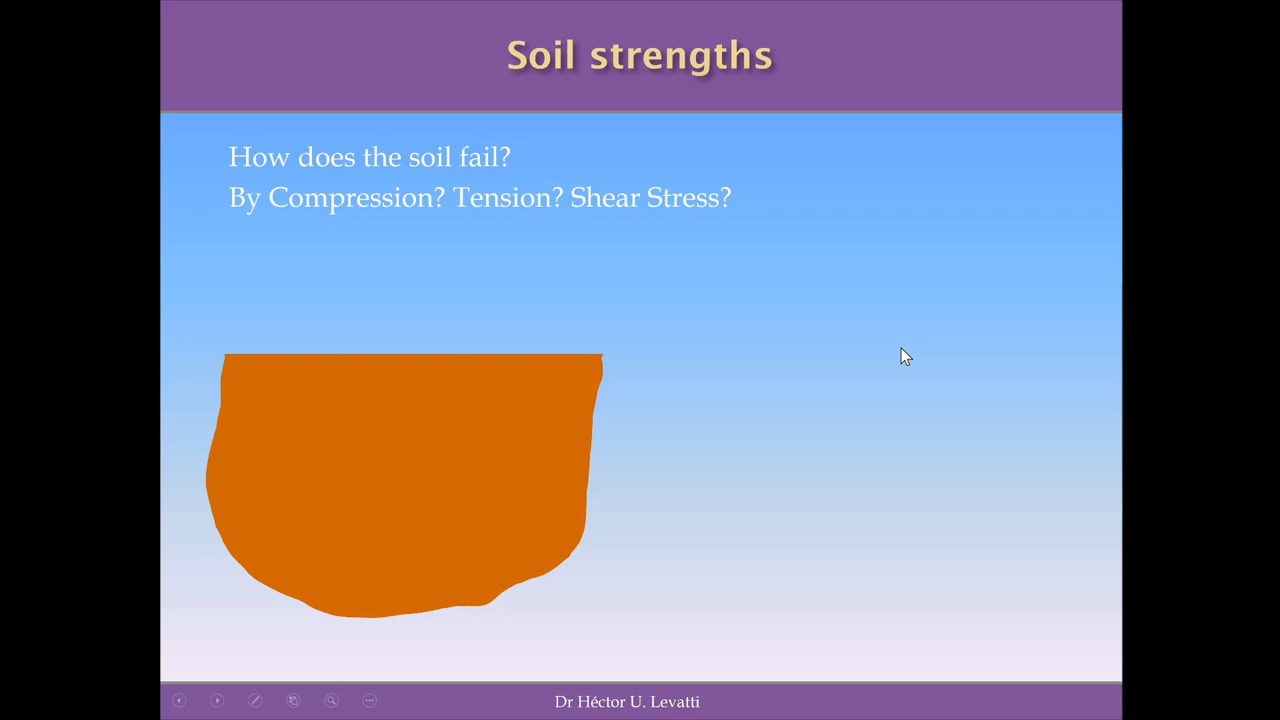 Soil strengths
How does the soil fail?
By Compression? Tension? Shear Stress?
Dr Héctor U. Levatti